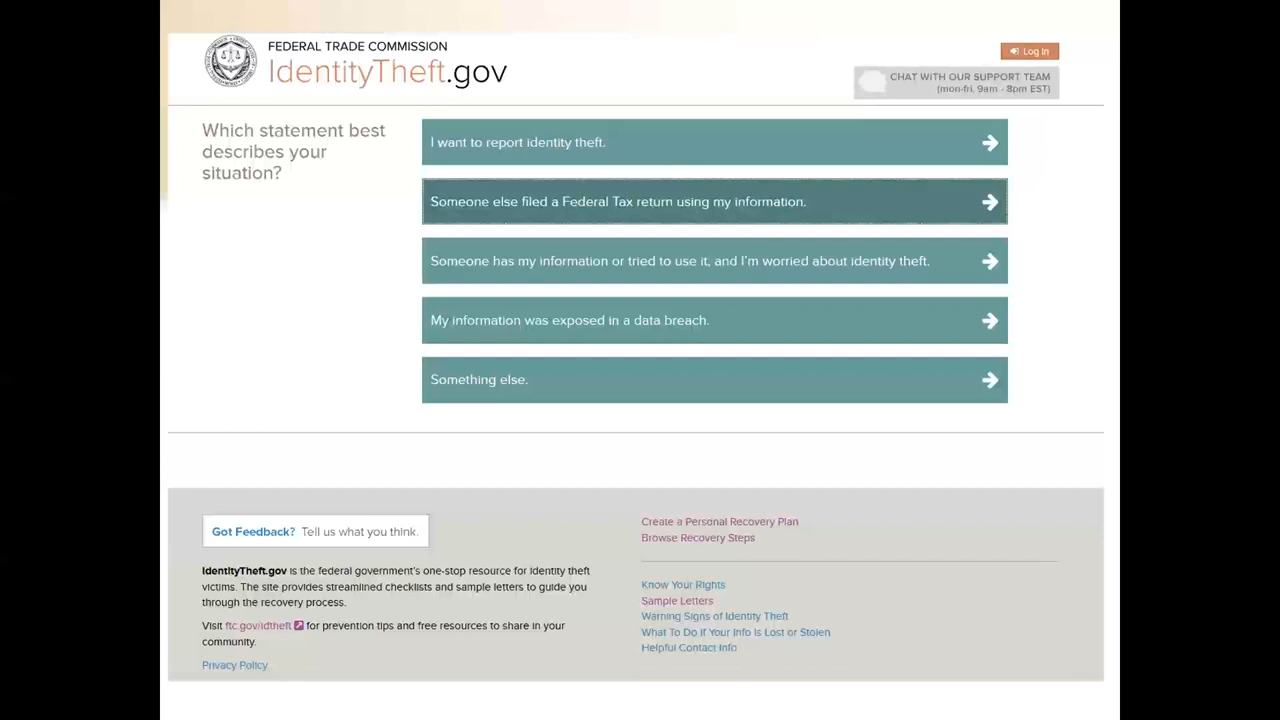 FEDERAL TRADE COMMISSION
IdentityTheft.gov
Log In
CHAT WITH OUR SUPPORT TEAM
(mon-fri, 9am - 8pm EST)
Which statement best
describes your
situation?
I want to report identity theft.
Someone else filed a Federal Tax return using my information.
Someone has my information or tried to use it, and I'm worried about identity theft.
My information was exposed in a data breach.
Something else.
Got Feedback? Tell us what you think.
IdentityTheft.gov is the federal government's one-stop resource for identity theft
victims. The site provides streamlined checklists and sample letters to guide you
through the recovery process.
Visit ftc.gov/idtheft for prevention tips and free resources to share in your
community.
Privacy Policy
Create a Personal Recovery Plan
Browse Recovery Steps
Know Your Rights
Sample Letters
Warning Signs of Identity Theft
What To Do If Your Info Is Lost or Stolen
Helpful Contact Info